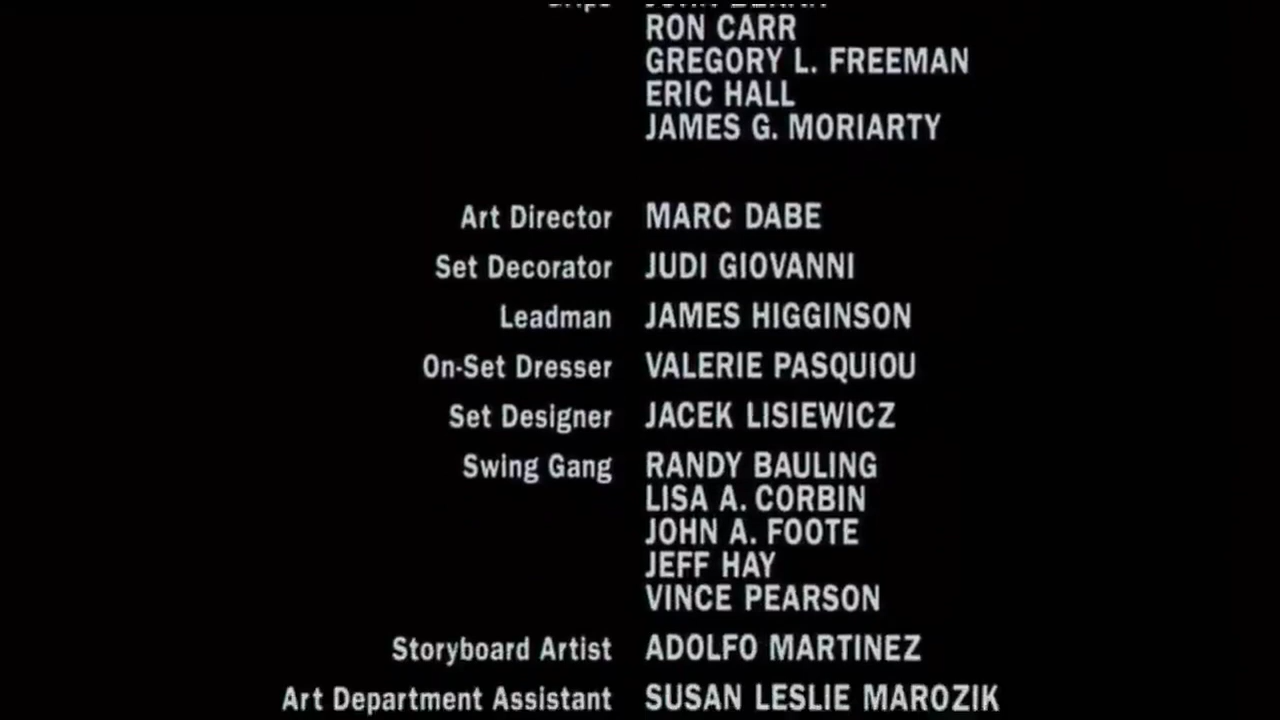 RON CARR
GREGORY L. FREEMAN
ERIC HALL
JAMES G. MORIARTY
Art Director MARC DABE
Set Decorator JUDI GIOVANNI
Leadman JAMES HIGGINSON
On-Set Dresser VALERIE PASQUIOU
Set Designer JACEK LISIEWICZ
Swing Gang RANDY BAULING
LISA A. CORBIN
JOHN A. FOOTE
JEFF HAY
VINCE PEARSON
Storyboard Artist ADOLFO MARTINEZ
Art Department Assistant SUSAN LESLIE MAROZIK